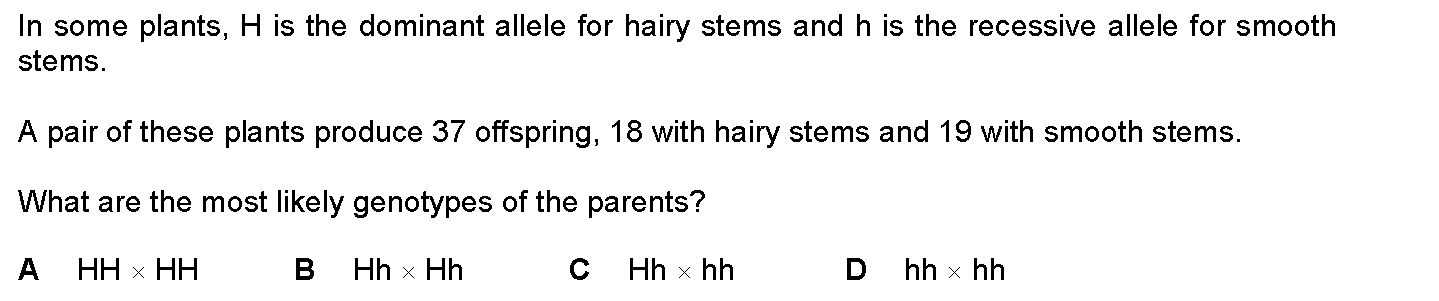 In some plants, H is the dominant allele for hairy stems and h is the recessive allele for smooth
stems.
A pair of these plants produce 37 offspring, 18 with hairy stems and 19 with smooth stems.
What are the most likely genotypes of the parents?
A HH × HH B Hh × Hh C Hh × hh D hh × hh